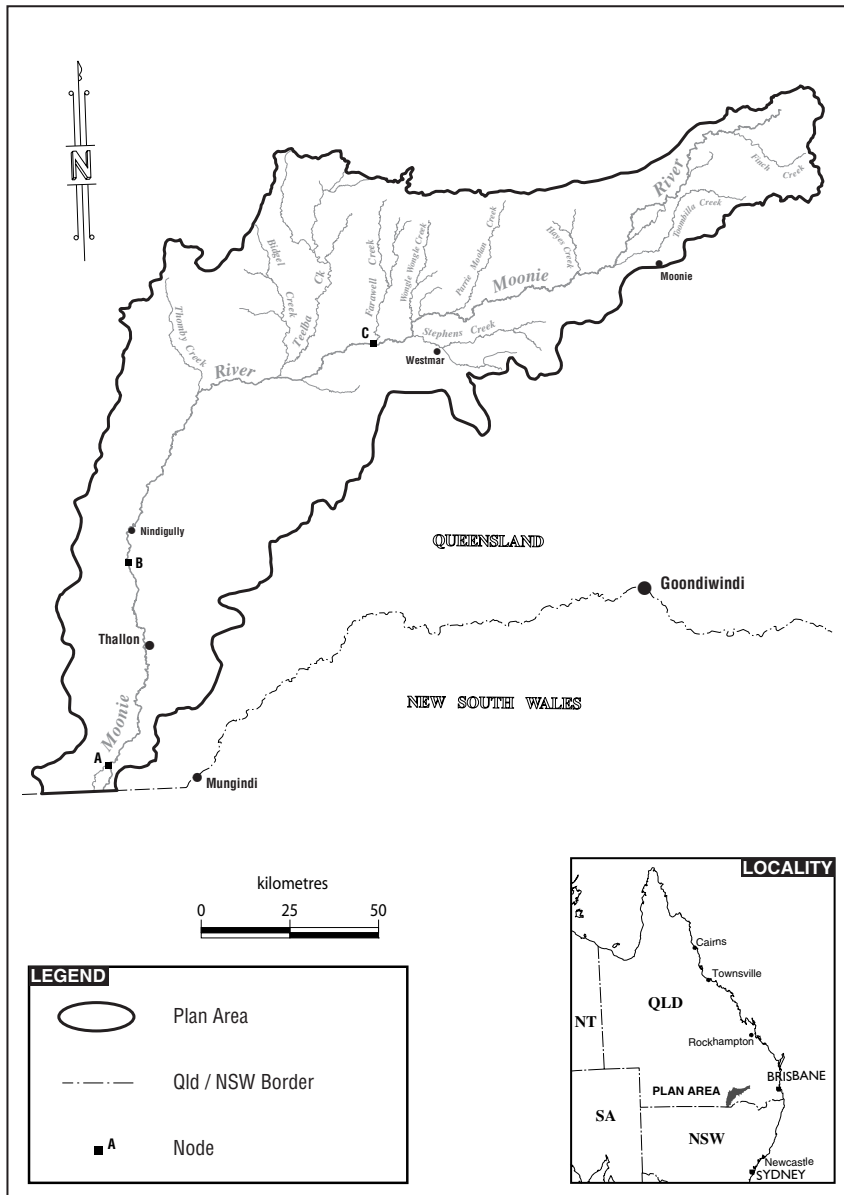 N
River
Finch
Creek
Toombilla Creek
Moonie
Hayes Creek
Parrie Moolan Creek
Moonie
Wongle Wongle Creek
Farawell Creek
Teelba Ck
Bidgel Creek
Thomby Creek
Stephens Creek
C
Westmar
River
Nindigully
B
QUEENSLAND
Goondiwindi
Thallon
NEW SOUTH WALES
Moonie
A
Mungindi
kilometres
0 25 50
LEGEND
Plan Area
Qld / NSW Border
A Node
LOCALITY
Cairns
Townsville
QLD
NT
Rockhampton
PLAN AREA
BRISBANE
SA
NSW
Newcastle
SYDNEY